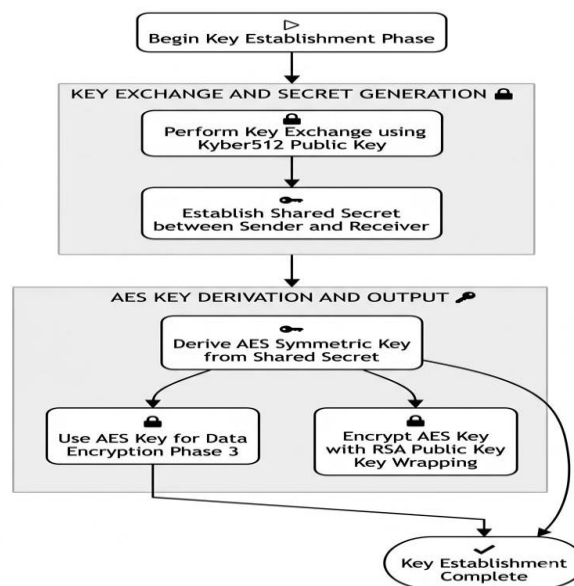 Begin Key Establishment Phase
KEY EXCHANGE AND SECRET GENERATION
Perform Key Exchange using
Kyber512 Public Key
Establish Shared Secret
between Sender and Receiver
AES KEY DERIVATION AND OUTPUT
Derive AES Symmetric Key
from Shared Secret
Use AES Key for Data
Encryption Phase 3
Encrypt AES Key
with RSA Public Key
Key Wrapping
Key Establishment
Complete